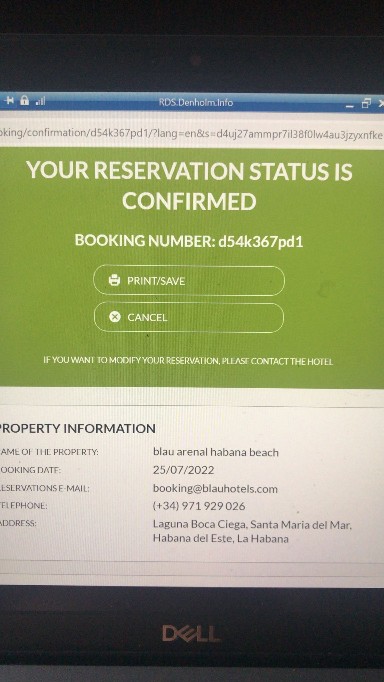 RDS.Denholm.Info
oking/confirmation/d54k367pd1/?lang=en&s=d4uj27ammpr7il38f0lw4au3jzyxnfke
YOUR RESERVATION STATUS IS
CONFIRMED
BOOKING NUMBER: d54k367pd1
PRINT/SAVE
CANCEL
IF YOU WANT TO MODIFY YOUR RESERVATION, PLEASE CONTACT THE HOTEL
PROPERTY INFORMATION
AME OF THE PROPERTY: blau arenal habana beach
OOKING DATE: 25/07/2022
ESERVATIONS E-MAIL: booking@blauhotels.com
ELEPHONE: (+34) 971 929 026
DDRESS: Laguna Boca Ciega, Santa Maria del Mar,
Habana del Este, La Habana
DELL